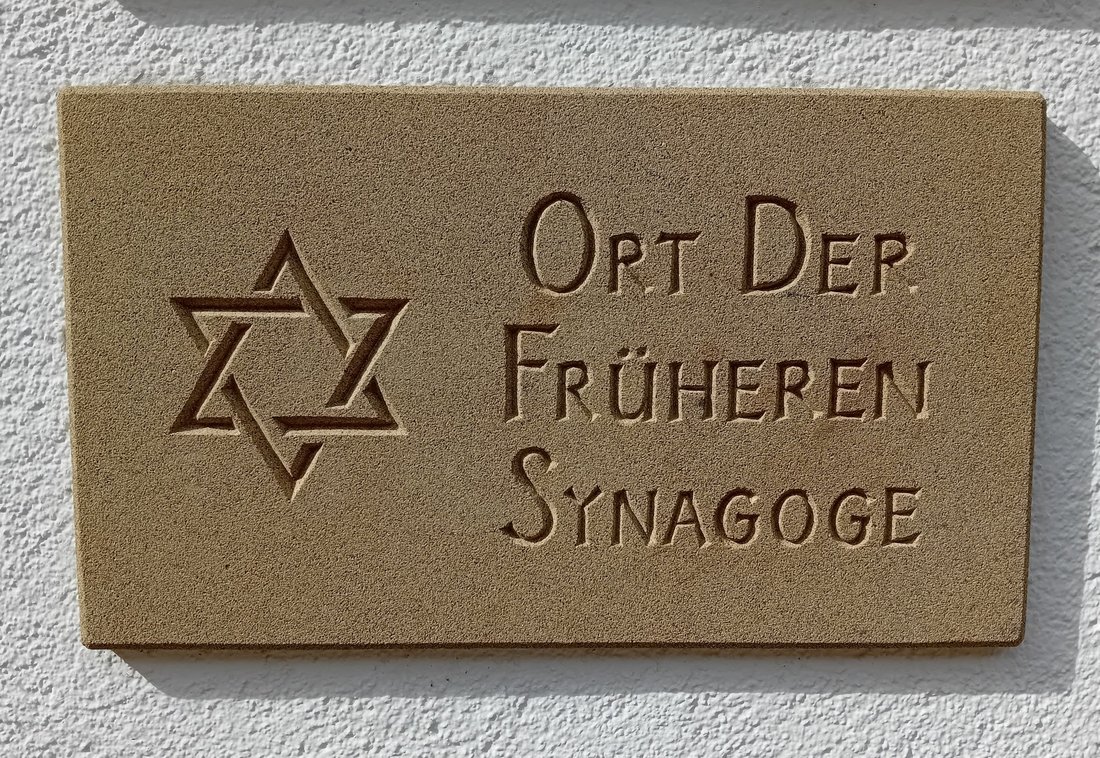 Ort Der
Früheren
Synagoge